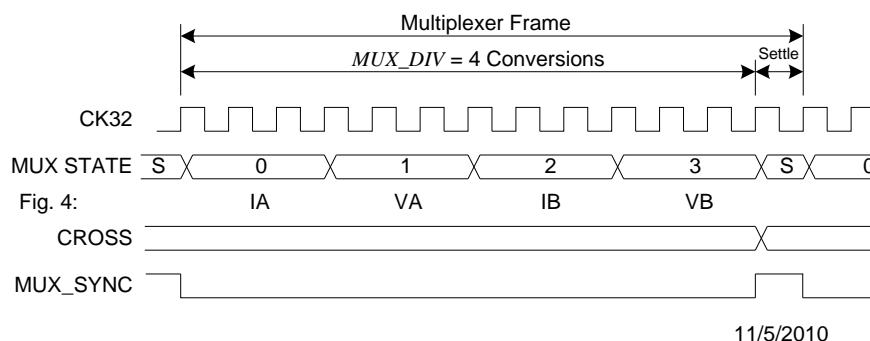 Multiplexer Frame
MUX_DIV = 4 Conversions
Settle
CK32
MUX STATE S 0 1 2 3 S 0
Fig. 4: IA VA IB VB
CROSS
MUX_SYNC
11/5/2010